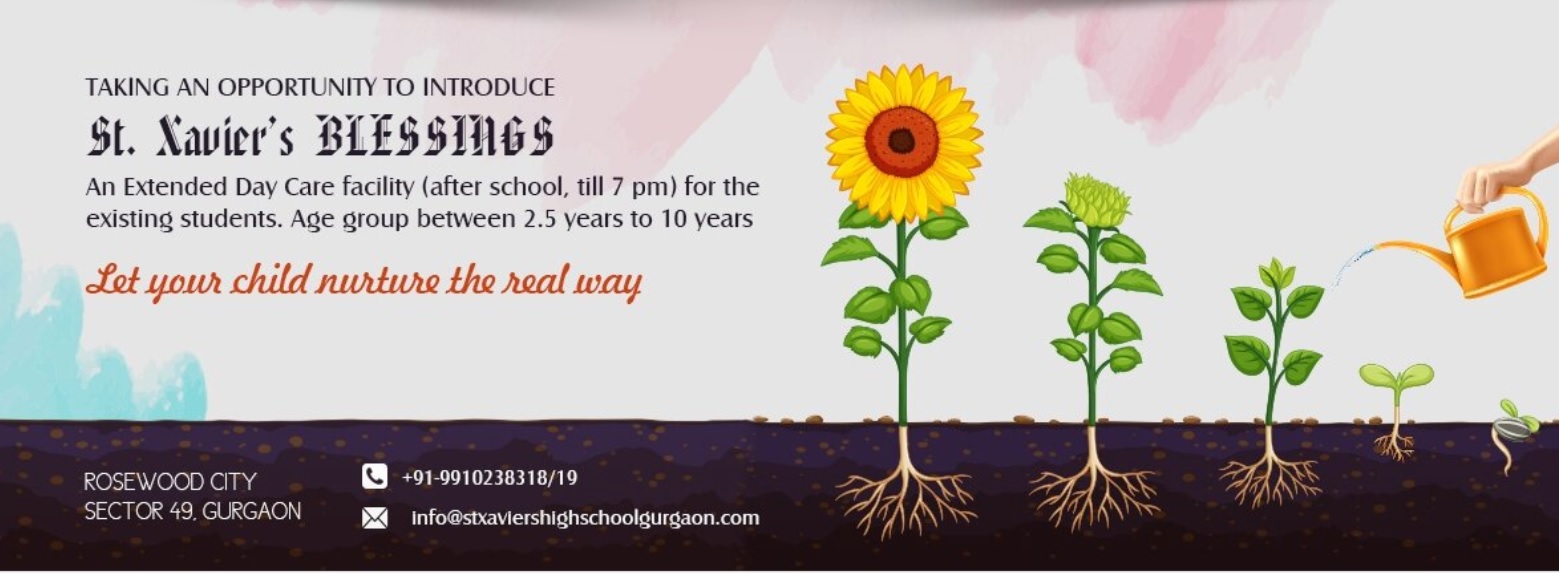 TAKING AN OPPORTUNITY TO INTRODUCE
St. Xavier's BLESSINGS
An Extended Day Care facility (after school, till 7 pm) for the
existing students. Age group between 2.5 years to 10 years
Let your child nurture the real way
ROSEWOOD CITY
SECTOR 49, GURGAON
+91-9910238318/19
info@stxaviershighschoolgurgaon.com